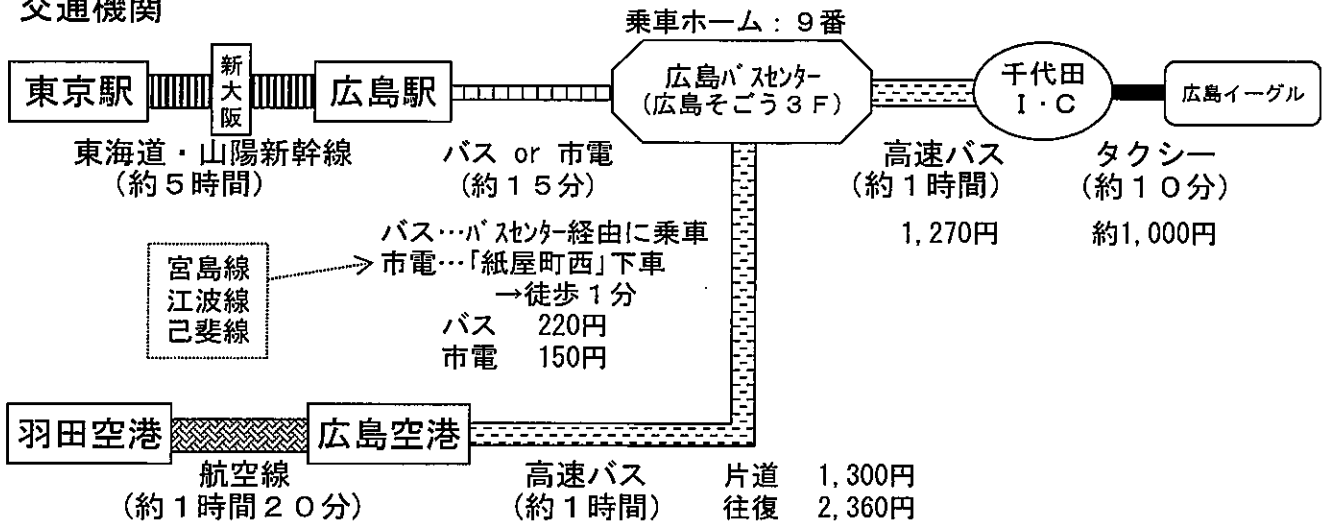 交通機関
乗車ホーム：９番
東京駅
新大阪
広島駅
広島ﾊﾞｽｾﾝﾀｰ
(広島そごう３Ｆ)
千代田
Ｉ・Ｃ
広島イーグル
東海道・山陽新幹線
(約５時間)
バス or 市電
(約１５分)
高速バス
(約１時間)
1,270円
タクシー
(約１０分)
約1,000円
宮島線
江波線
己斐線
バス…ﾊﾞｽｾﾝﾀｰ経由に乗車
市電…｢紙屋町西｣下車
→徒歩１分
バス 220円
市電 150円
羽田空港
広島空港
航空線
(約１時間２０分)
高速バス
(約１時間)
片道 1,300円
往復 2,360円